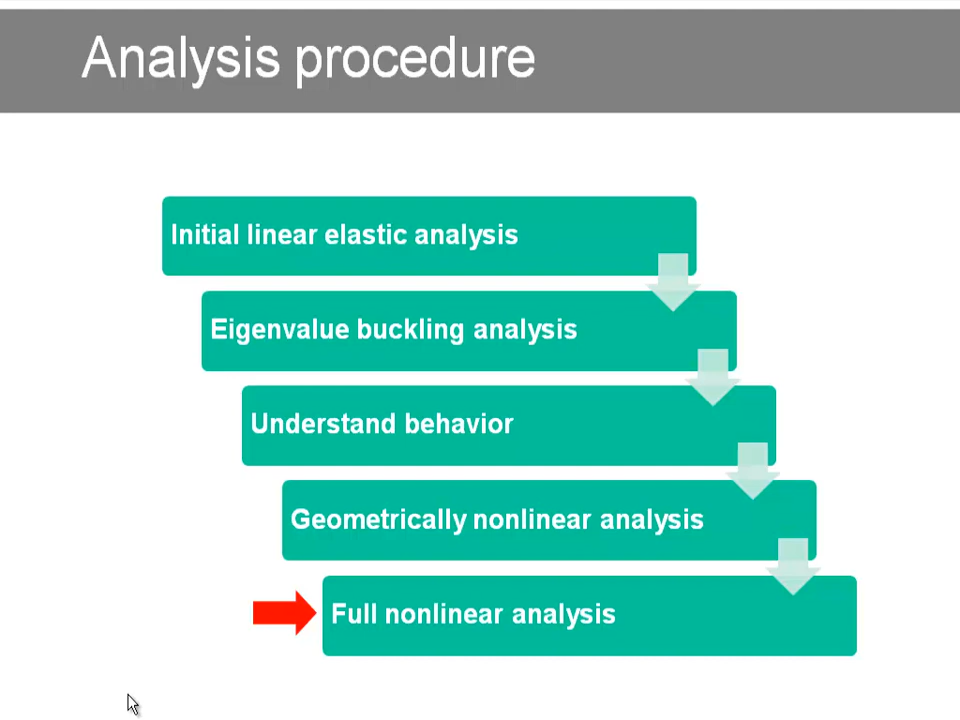 Analysis procedure
Initial linear elastic analysis
Eigenvalue buckling analysis
Understand behavior
Geometrically nonlinear analysis
Full nonlinear analysis